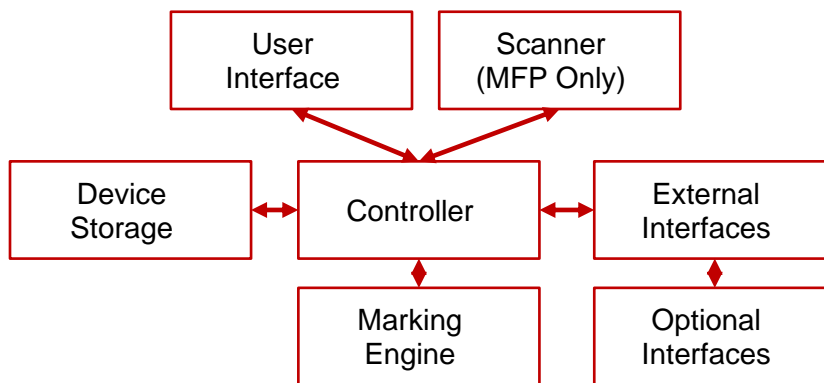 User
Interface
Scanner
(MFP Only)
Device
Storage
Controller
External
Interfaces
Marking
Engine
Optional
Interfaces